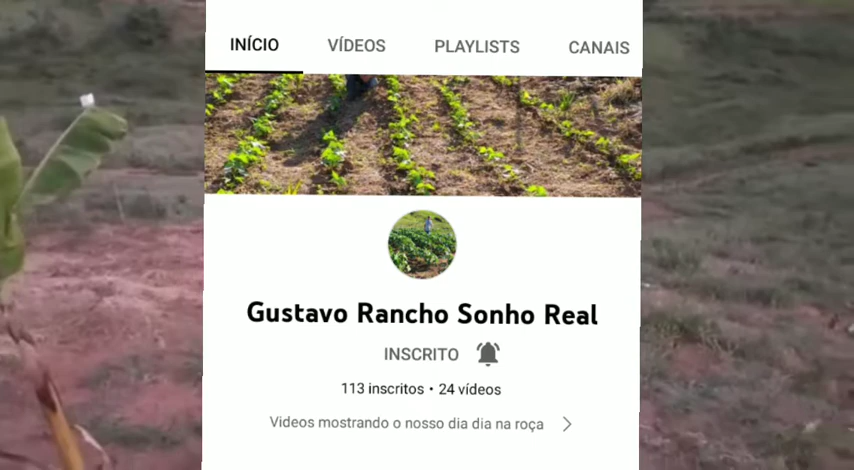 INÍCIO VÍDEOS PLAYLISTS CANAIS
Gustavo Rancho Sonho Real
INSCRITO
113 inscritos • 24 vídeos
Videos mostrando o nosso dia dia na roça